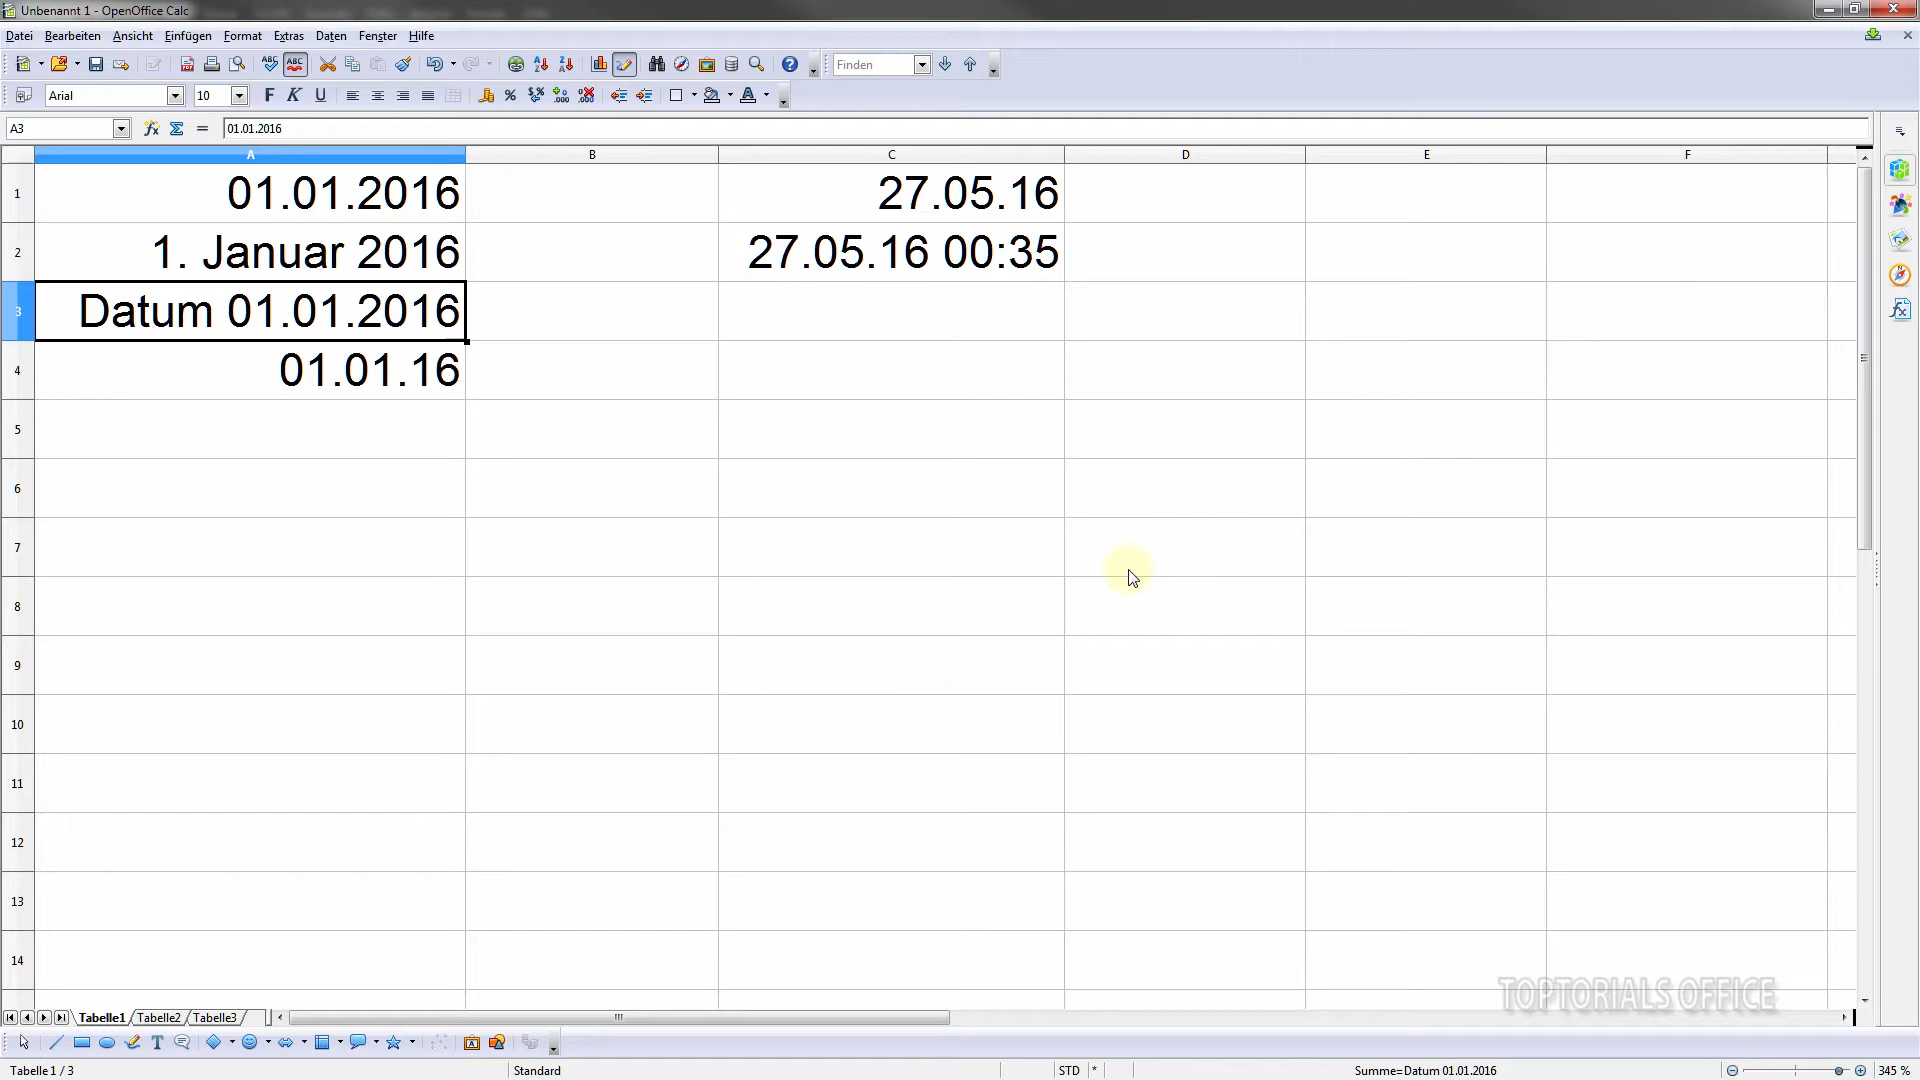 Unbenannt 1 - OpenOffice Calc
Datei Bearbeiten Ansicht Einfügen Format Extras Daten Fenster Hilfe
Finden
Arial 10 F K U
A3 01.01.2016
A B C D E F
1 01.01.2016 27.05.16
2 1. Januar 2016 27.05.16 00:35
3 Datum 01.01.2016
4 01.01.16
5
6
7
8
9
10
11
12
13
14
TOPTORIALS OFFICE
Tabelle1 Tabelle2 Tabelle3
Tabelle 1 / 3 Standard STD * Summe=Datum 01.01.2016 345 %